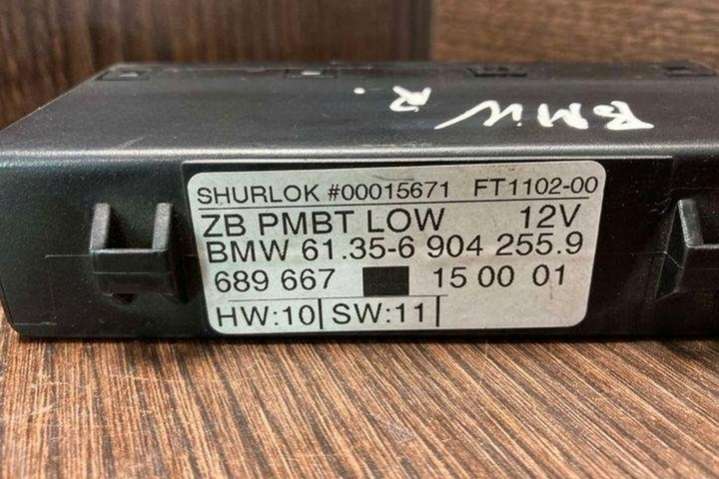 BMW
R.
SHURLOK #00015671 FT1102-00
ZB PMBT LOW 12V
BMW 61.35-6 904 255.9
689 667 15 00 01
HW:10 SW:11